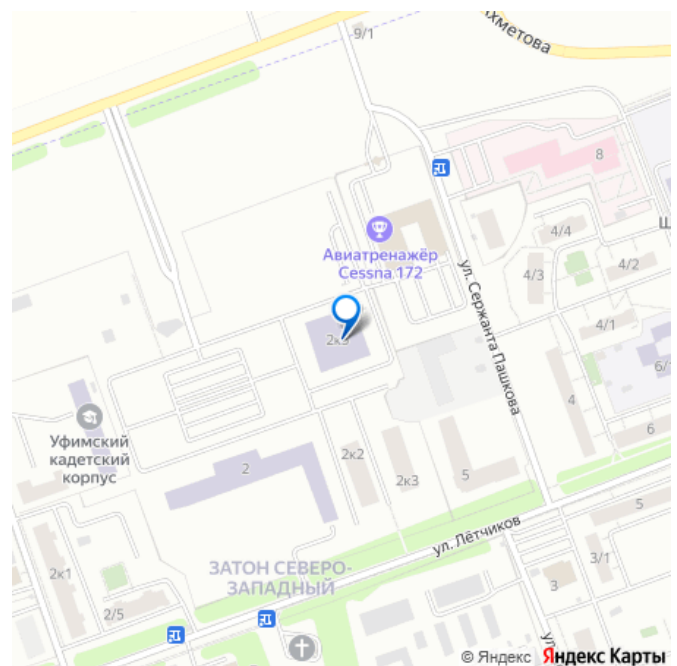 9/1
хметова
8
Ш
4/4
4/2
4/3
Авиатренажёр
Cessna 172
ул. Сержанта Пашкова
4/1
6/1
4
6
Уфимский
кадетский
корпус
2
2к2
2к3
5
5
ул. Лётчиков
ЗАТОН СЕВЕРО-
ЗАПАДНЫЙ
2к1
2/5
3/1
3
ул
© Яндекс Яндекс Карты